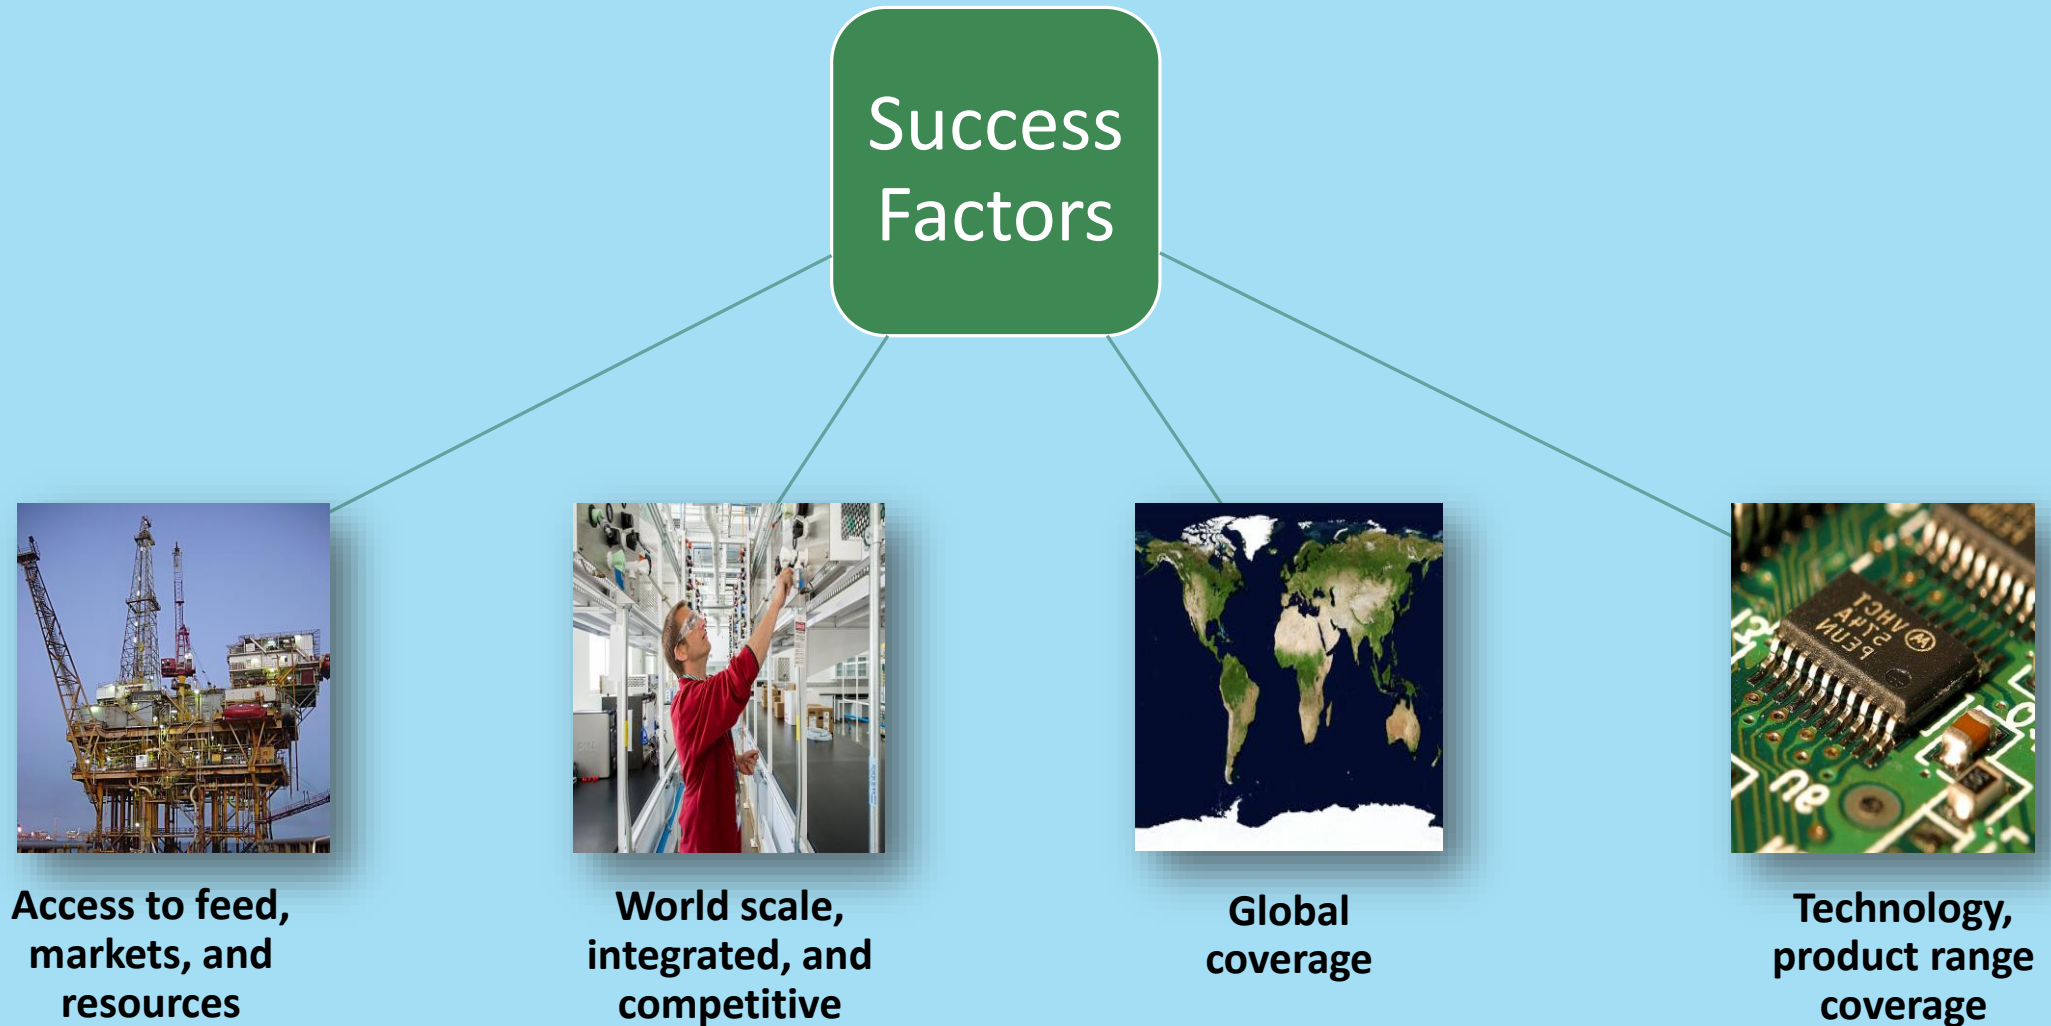 Success
Factors
Access to feed,
markets, and
resources
World scale,
integrated, and
competitive
Global
coverage
Technology,
product range
coverage